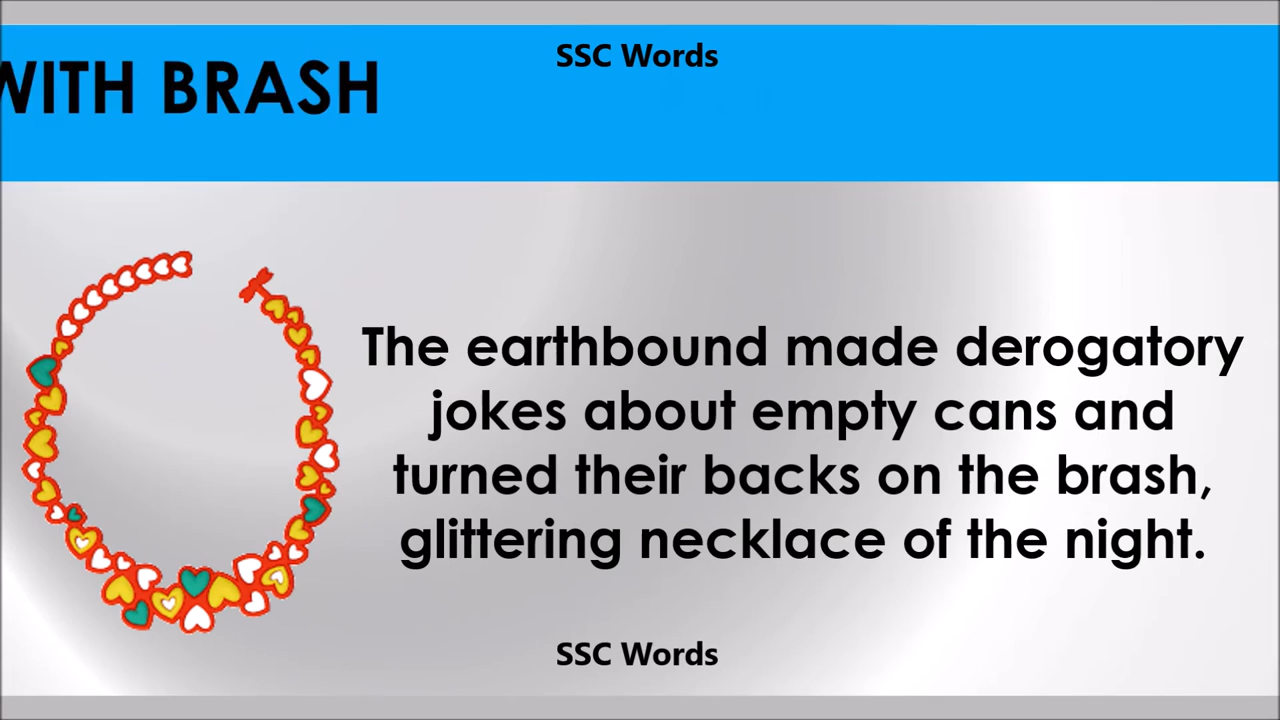 SSC Words
WITH BRASH
The earthbound made derogatory
jokes about empty cans and
turned their backs on the brash,
glittering necklace of the night.
SSC Words